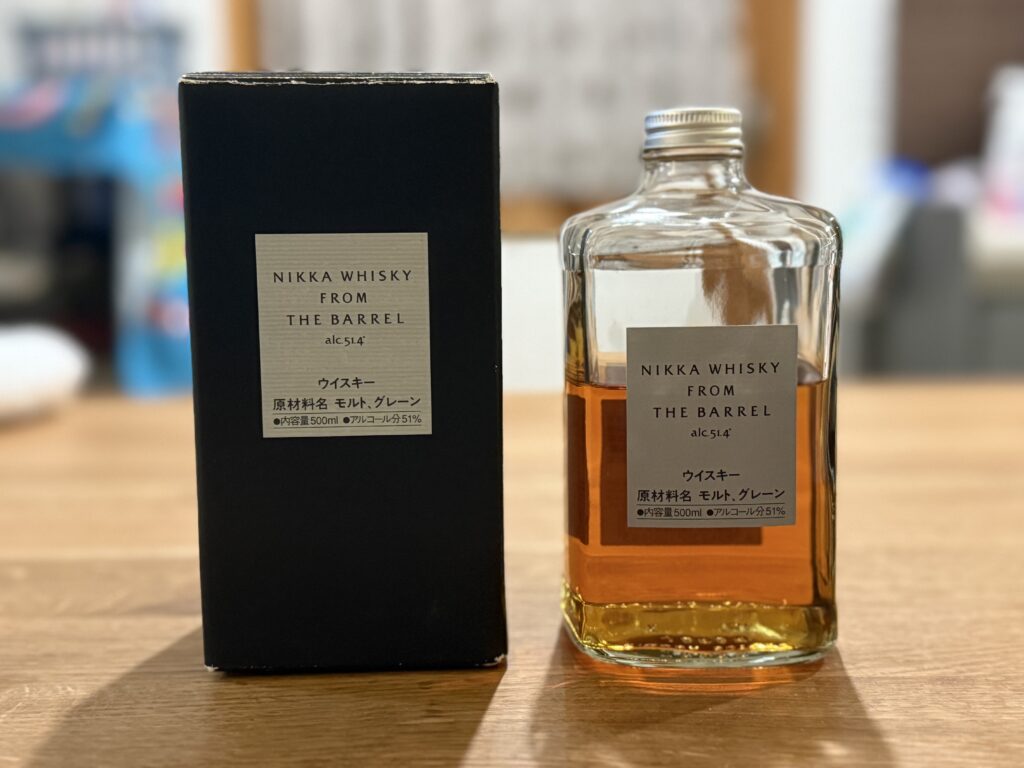 NIKKA WHISKY
FROM
THE BARREL
alc.51.4°
ウイスキー
原材料名 モルト、グレーン
●内容量500ml ●アルコール分51%
NIKKA WHISKY
FROM
THE BARREL
alc.51.4°
ウイスキー
原材料名 モルト、グレーン
●内容量500ml ●アルコール分51%